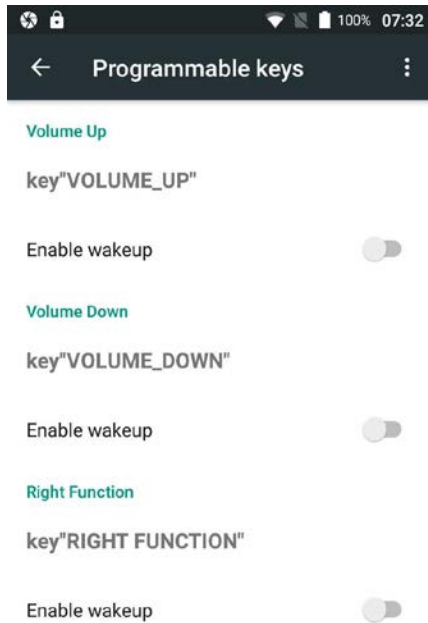 100% 07:32
Programmable keys
Volume Up
key"VOLUME_UP"
Enable wakeup
Volume Down
key"VOLUME_DOWN"
Enable wakeup
Right Function
key"RIGHT FUNCTION"
Enable wakeup